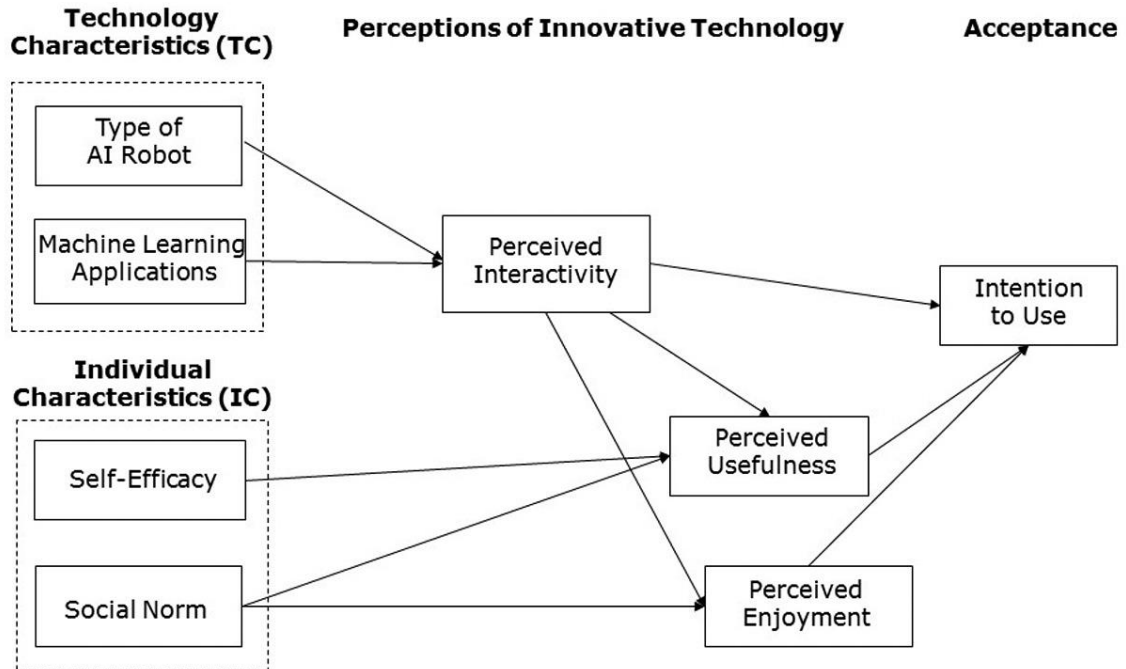 Technology
Characteristics (TC)
Perceptions of Innovative Technology
Acceptance
Type of
AI Robot
Machine Learning
Applications
Perceived
Interactivity
Intention
to Use
Individual
Characteristics (IC)
Self-Efficacy
Perceived
Usefulness
Social Norm
Perceived
Enjoyment